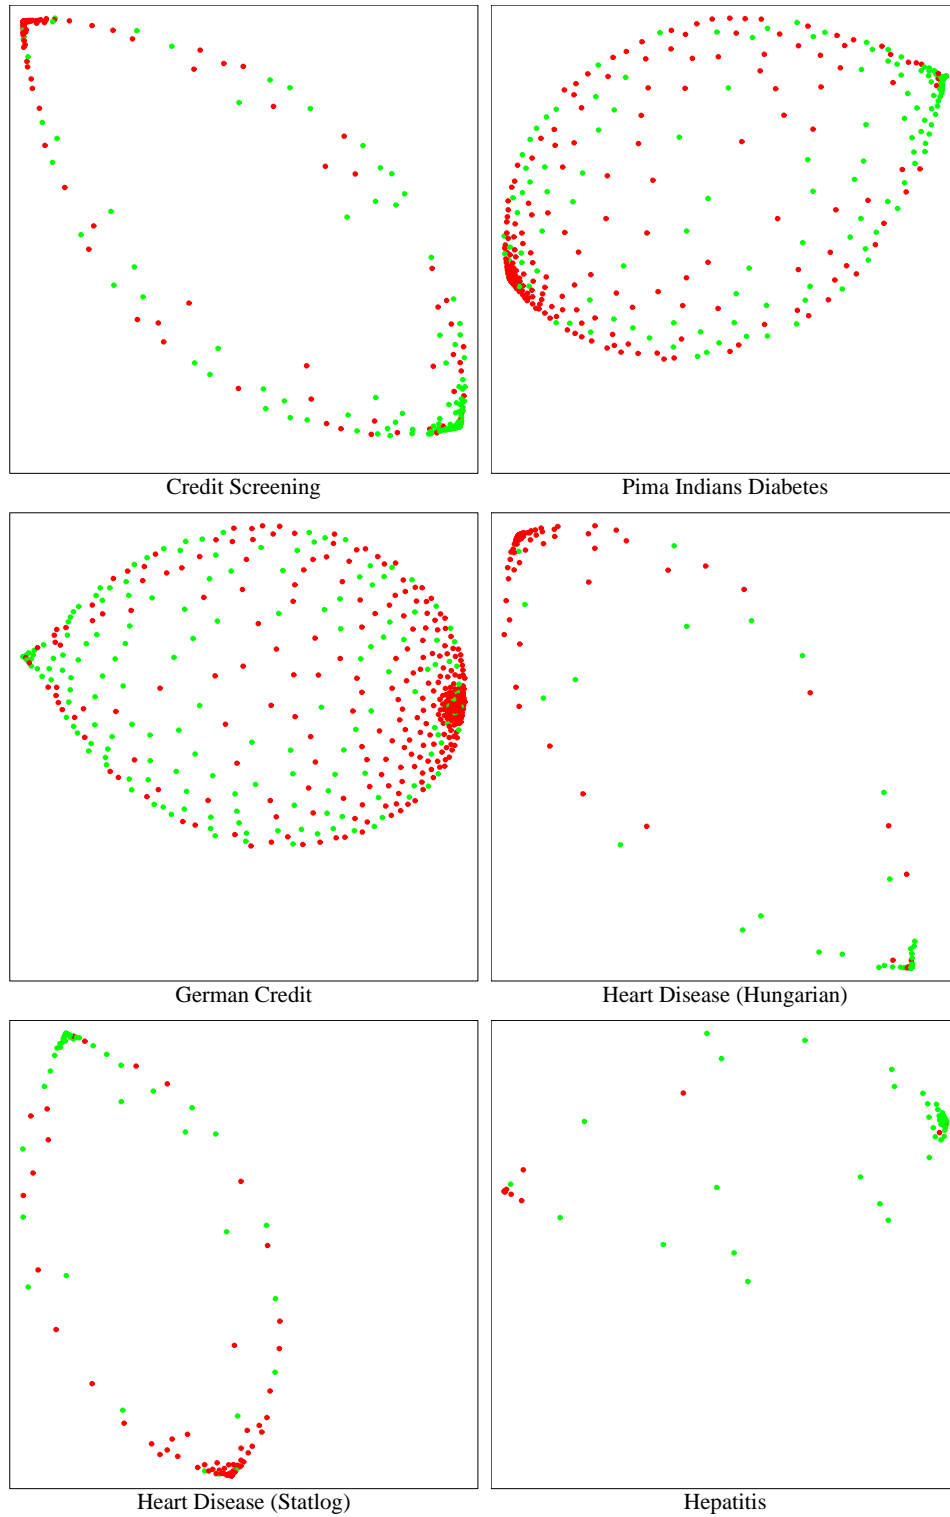 Credit Screening
Pima Indians Diabetes
German Credit
Heart Disease (Hungarian)
Heart Disease (Statlog)
Hepatitis